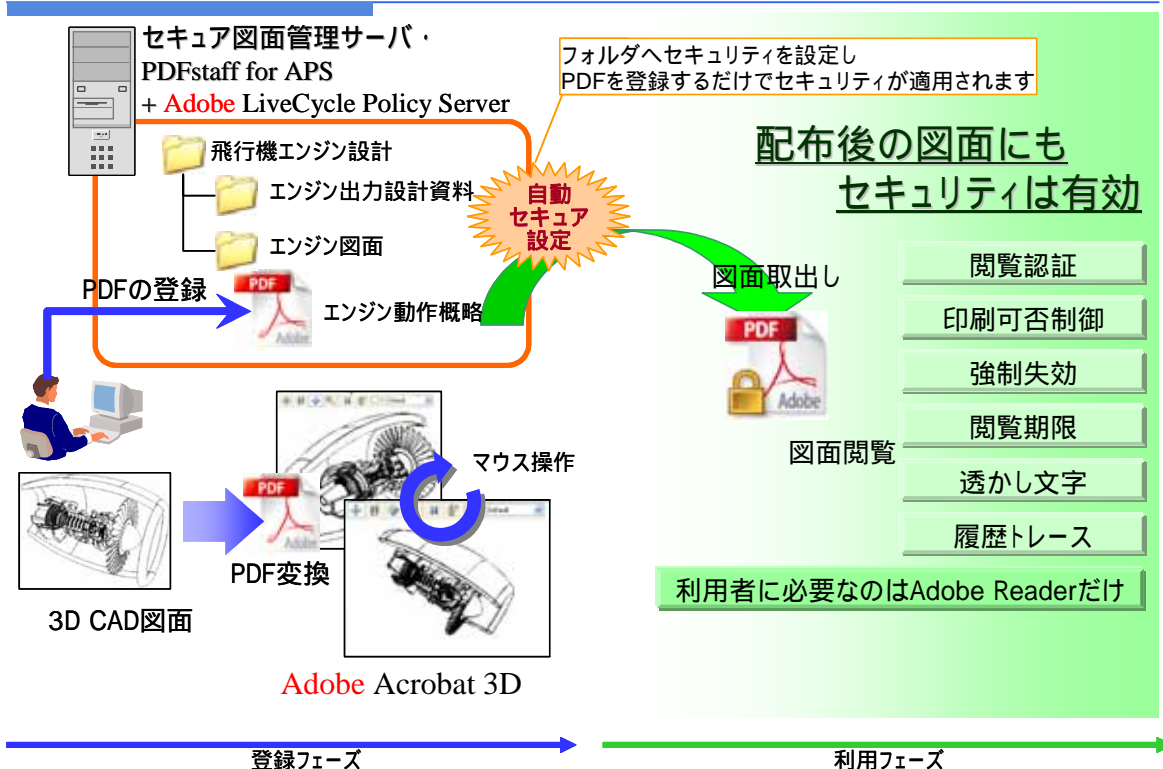 セキュア図面管理サーバ・
PDFstaff for APS
+ Adobe LiveCycle Policy Server
フォルダへセキュリティを設定し
PDFを登録するだけでセキュリティが適用されます
飛行機エンジン設計
エンジン出力設計資料
エンジン図面
自動
セキュア
設定
PDFの登録
PDF
Adobe
エンジン動作概略
配布後の図面にも
セキュリティは有効
図面取出し
PDF
Adobe
図面閲覧
閲覧認証
印刷可否制御
強制失効
閲覧期限
透かし文字
履歴トレース
利用者に必要なのはAdobe Readerだけ
マウス操作
PDF
Adobe
PDF変換
3D CAD図面
Default
Adobe Acrobat 3D
登録フェーズ
利用フェーズ